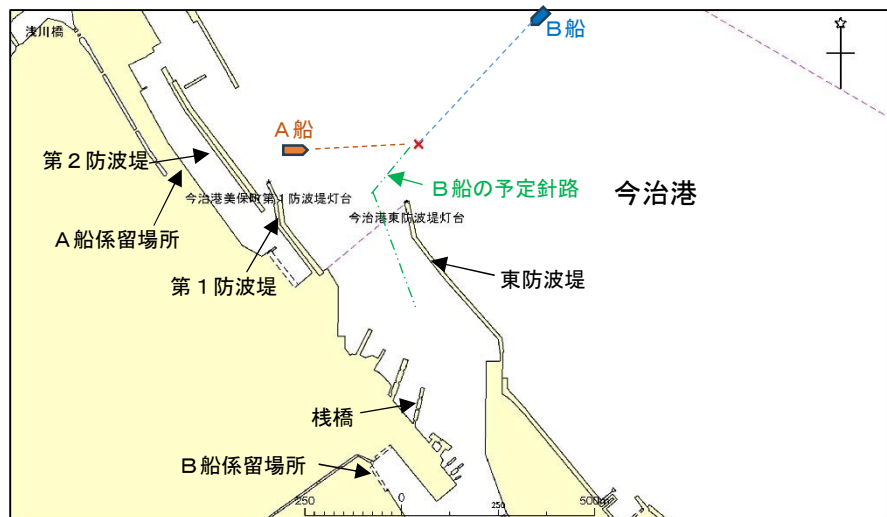 浅川橋
B船
A船
第2防波堤
B船の予定針路
今治港
今治港美保町第1防波堤灯台
今治港東防波堤灯台
A船係留場所
第1防波堤
東防波堤
桟橋
B船係留場所
250
0
250
500m